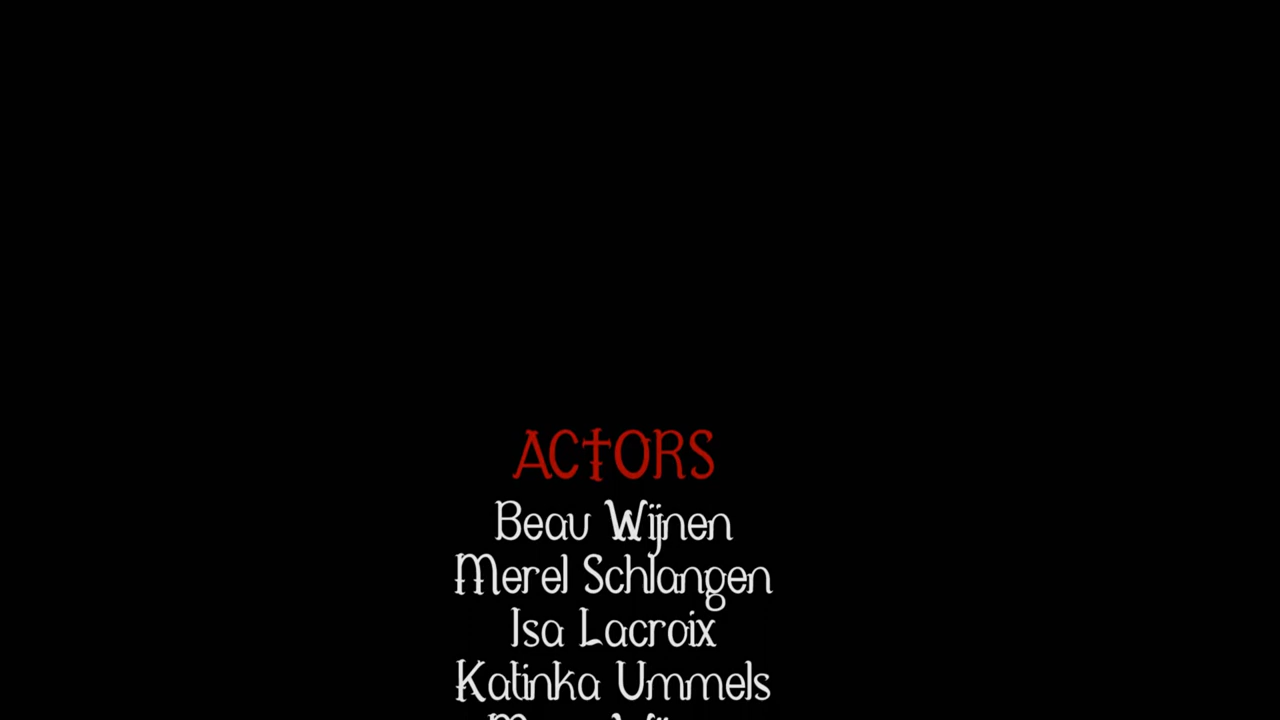 ACTORS
Beau Wijnen
Merel Schlangen
Isa Lacroix
Katinka Ummels